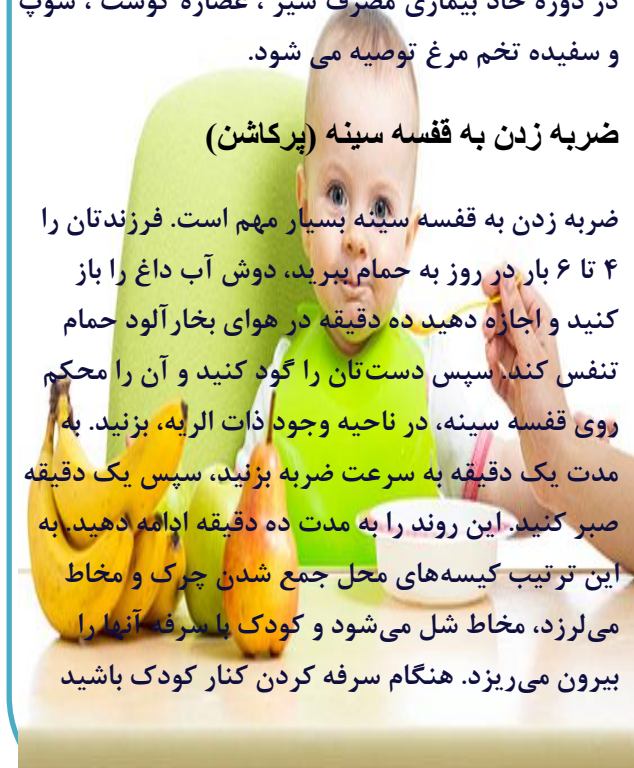 در دوره حاد بیماری مصرف شیر ، عصاره گوشت ، سوپ
و سفیده تخم مرغ توصیه می شود.
ضربه زدن به قفسه سینه (پرکاشن)
ضربه زدن به قفسه سینه بسیار مهم است. فرزندتان را
۴ تا ۶ بار در روز به حمام ببرید، دوش آب داغ را باز
کنید و اجازه دهید ده دقیقه در هوای بخارآلود حمام
تنفس کند. سپس دست‌تان را گود کنید و آن را محکم
روی قفسه سینه، در ناحیه وجود ذات الریه، بزنید. به
مدت یک دقیقه به سرعت ضربه بزنید، سپس یک دقیقه
صبر کنید. این روند را به مدت ده دقیقه ادامه دهید. به
این ترتیب کیسه‌های محل جمع شدن چرک و مخاط
می‌لرزد، مخاط شل می‌شود و کودک با سرفه آنها را
بیرون می‌ریزد. هنگام سرفه کردن کنار کودک باشید